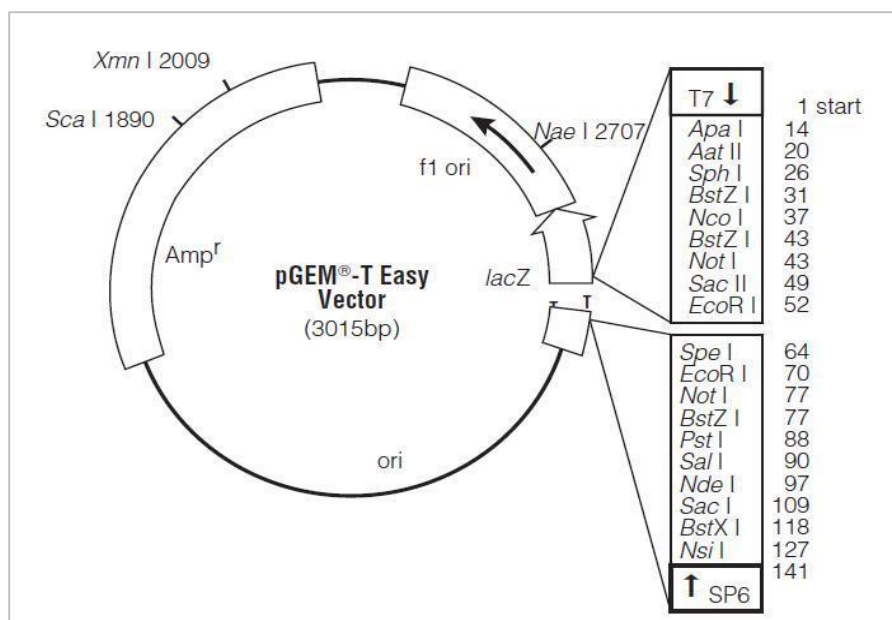 Xmn I 2009
Sca I 1890
Nae I 2707
f1 ori
Ampʳ
pGEM®-T Easy
Vector
(3015bp)
lacZ
T T
ori
T7 ↓
1 start
Apa I 14
Aat II 20
Sph I 26
BstZ I 31
Nco I 37
BstZ I 43
Not I 43
Sac II 49
EcoR I 52
Spe I 64
EcoR I 70
Not I 77
BstZ I 77
Pst I 88
Sal I 90
Nde I 97
Sac I 109
BstX I 118
Nsi I 127
141
↑ SP6